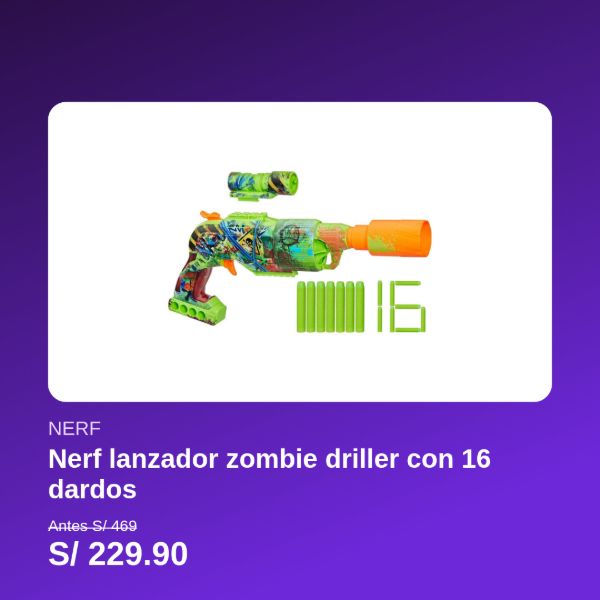 16
NERF
Nerf lanzador zombie driller con 16
dardos
Antes S/ 469
S/ 229.90